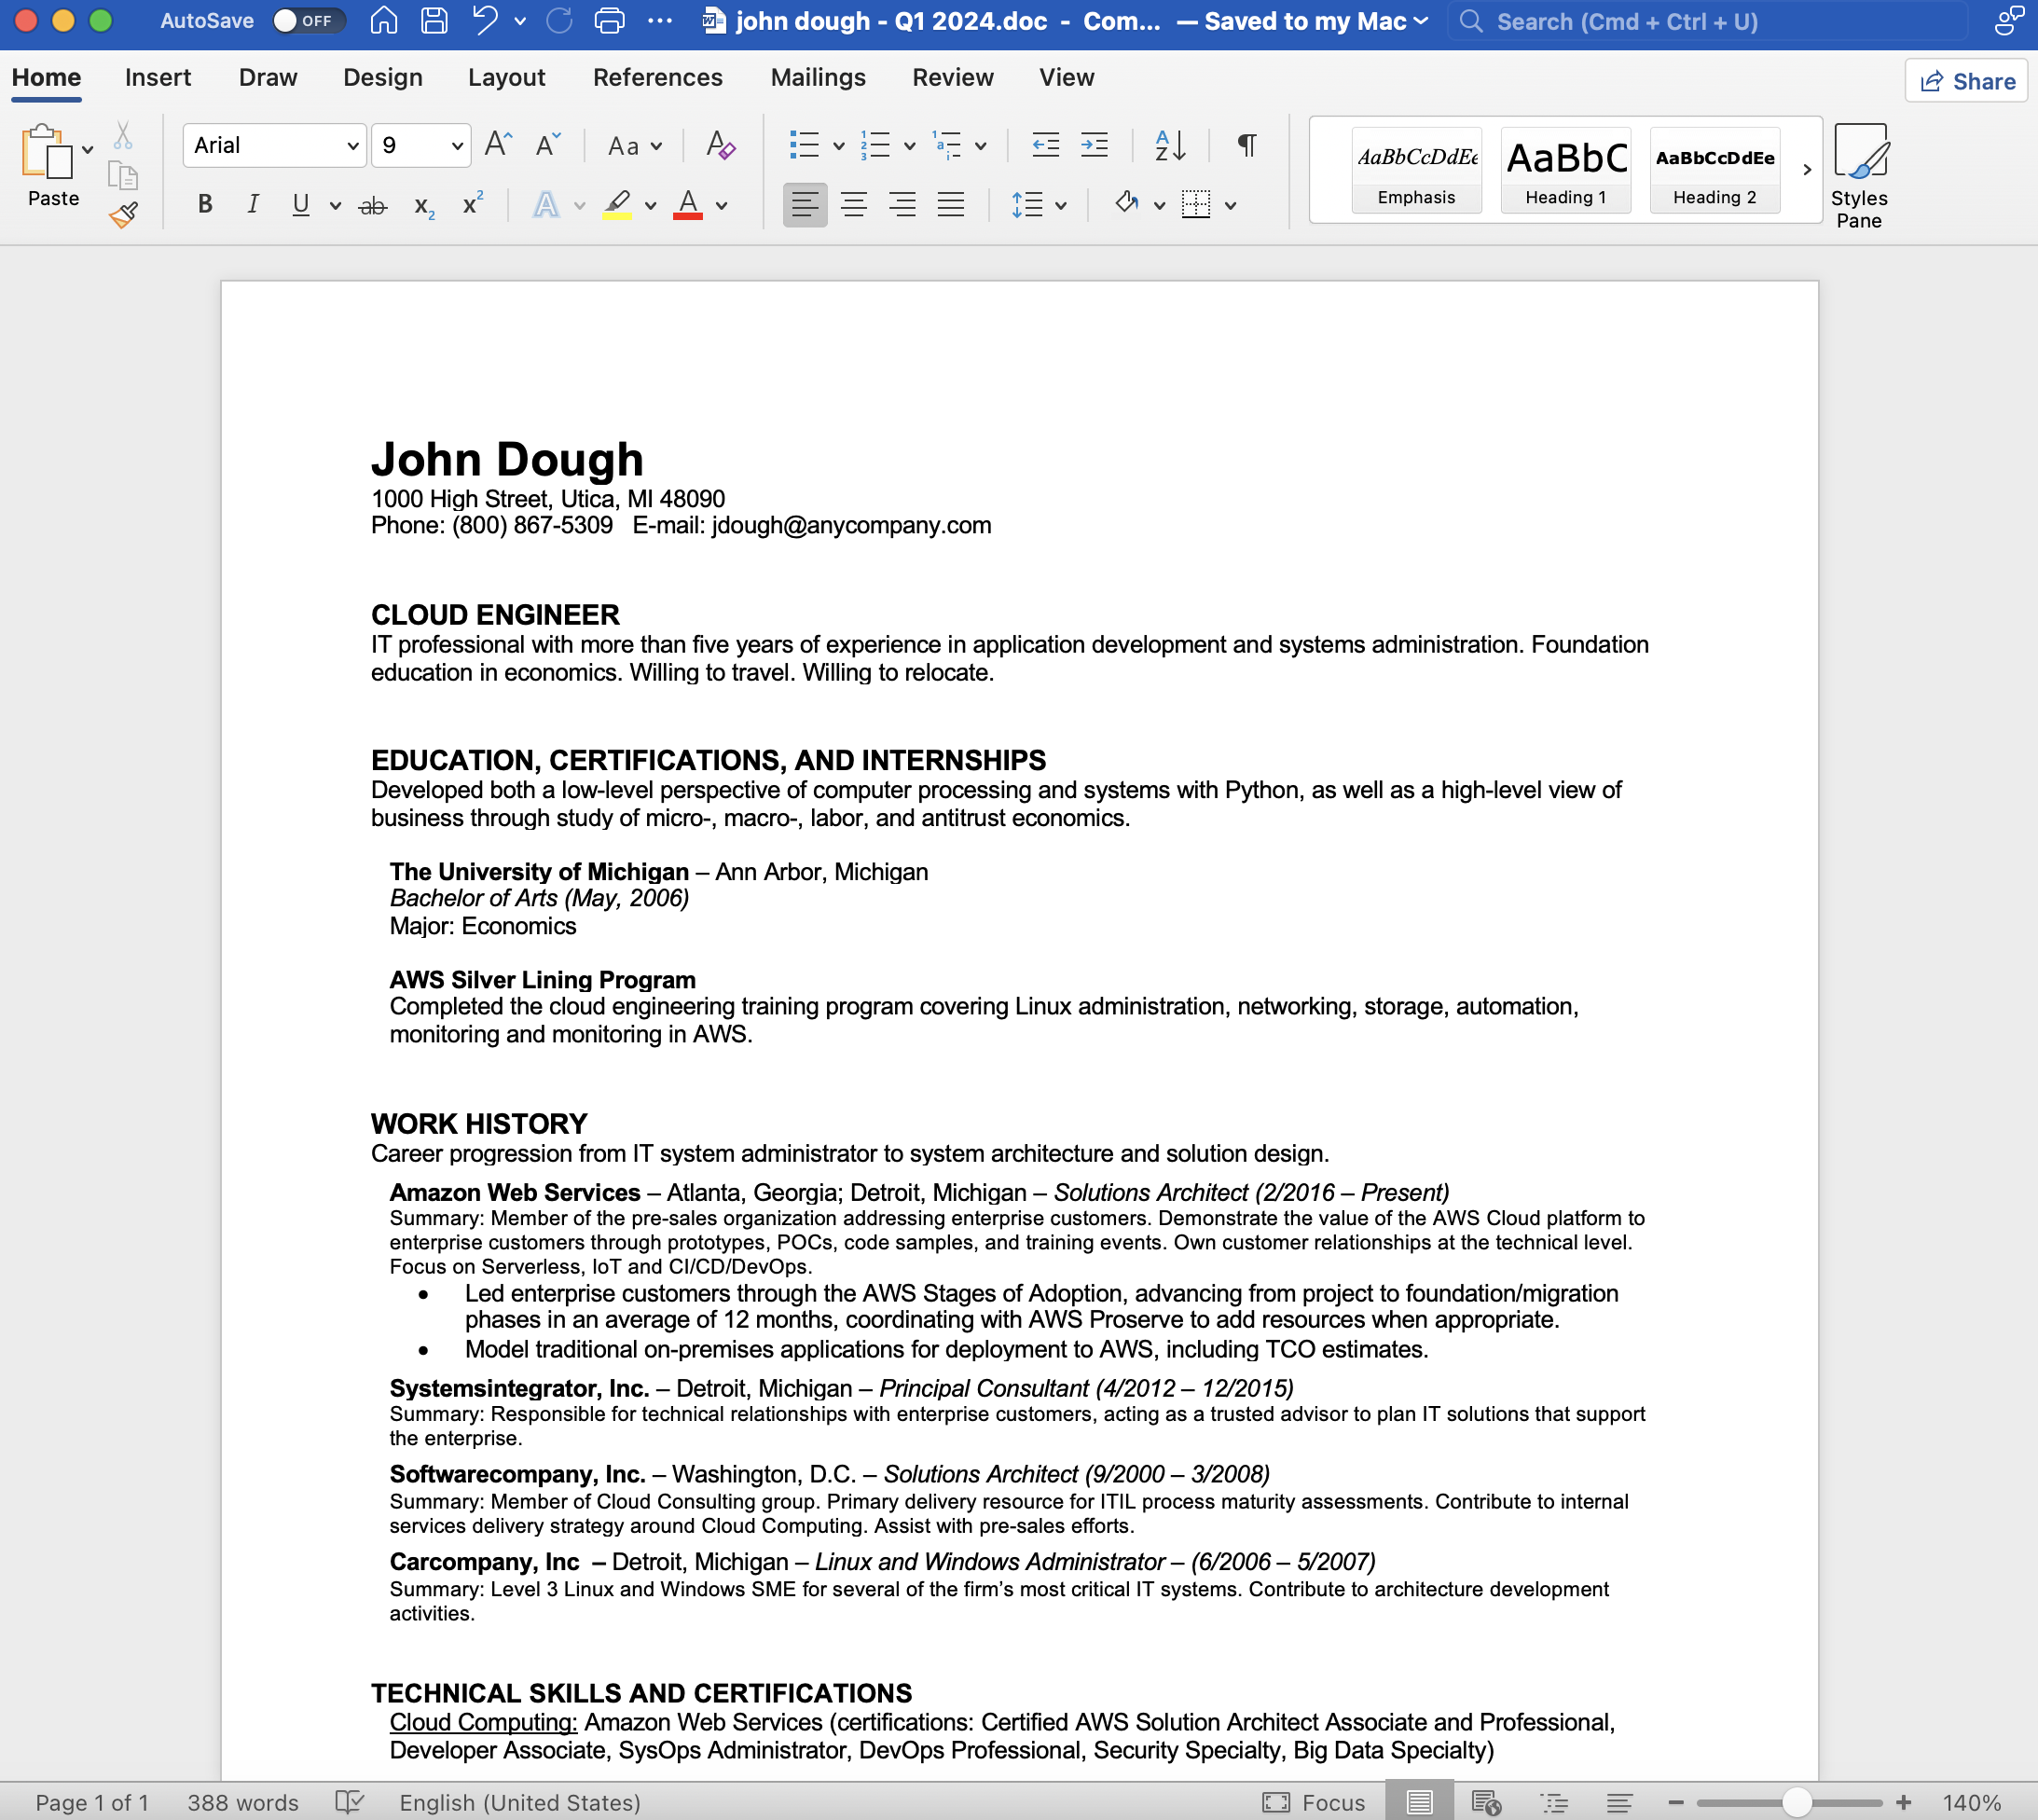 AutoSave OFF john dough - Q1 2024.doc - Com... — Saved to my Mac Search (Cmd + Ctrl + U)
Home Insert Draw Design Layout References Mailings Review View Share
Paste Arial 9 AaBbCcDdEe AaBbC AaBbCcDdEe
Emphasis Heading 1 Heading 2 Styles Pane
John Dough
1000 High Street, Utica, MI 48090
Phone: (800) 867-5309 E-mail: jdough@anycompany.com
CLOUD ENGINEER
IT professional with more than five years of experience in application development and systems administration. Foundation
education in economics. Willing to travel. Willing to relocate.
EDUCATION, CERTIFICATIONS, AND INTERNSHIPS
Developed both a low-level perspective of computer processing and systems with Python, as well as a high-level view of
business through study of micro-, macro-, labor, and antitrust economics.
The University of Michigan – Ann Arbor, Michigan
Bachelor of Arts (May, 2006)
Major: Economics
AWS Silver Lining Program
Completed the cloud engineering training program covering Linux administration, networking, storage, automation,
monitoring and monitoring in AWS.
WORK HISTORY
Career progression from IT system administrator to system architecture and solution design.
Amazon Web Services – Atlanta, Georgia; Detroit, Michigan – Solutions Architect (2/2016 – Present)
Summary: Member of the pre-sales organization addressing enterprise customers. Demonstrate the value of the AWS Cloud platform to
enterprise customers through prototypes, POCs, code samples, and training events. Own customer relationships at the technical level.
Focus on Serverless, IoT and CI/CD/DevOps.
• Led enterprise customers through the AWS Stages of Adoption, advancing from project to foundation/migration
phases in an average of 12 months, coordinating with AWS Proserve to add resources when appropriate.
• Model traditional on-premises applications for deployment to AWS, including TCO estimates.
Systemsintegrator, Inc. – Detroit, Michigan – Principal Consultant (4/2012 – 12/2015)
Summary: Responsible for technical relationships with enterprise customers, acting as a trusted advisor to plan IT solutions that support
the enterprise.
Softwarecompany, Inc. – Washington, D.C. – Solutions Architect (9/2000 – 3/2008)
Summary: Member of Cloud Consulting group. Primary delivery resource for ITIL process maturity assessments. Contribute to internal
services delivery strategy around Cloud Computing. Assist with pre-sales efforts.
Carcompany, Inc – Detroit, Michigan – Linux and Windows Administrator – (6/2006 – 5/2007)
Summary: Level 3 Linux and Windows SME for several of the firm’s most critical IT systems. Contribute to architecture development
activities.
TECHNICAL SKILLS AND CERTIFICATIONS
Cloud Computing: Amazon Web Services (certifications: Certified AWS Solution Architect Associate and Professional,
Developer Associate, SysOps Administrator, DevOps Professional, Security Specialty, Big Data Specialty)
Page 1 of 1 388 words English (United States) Focus 140%